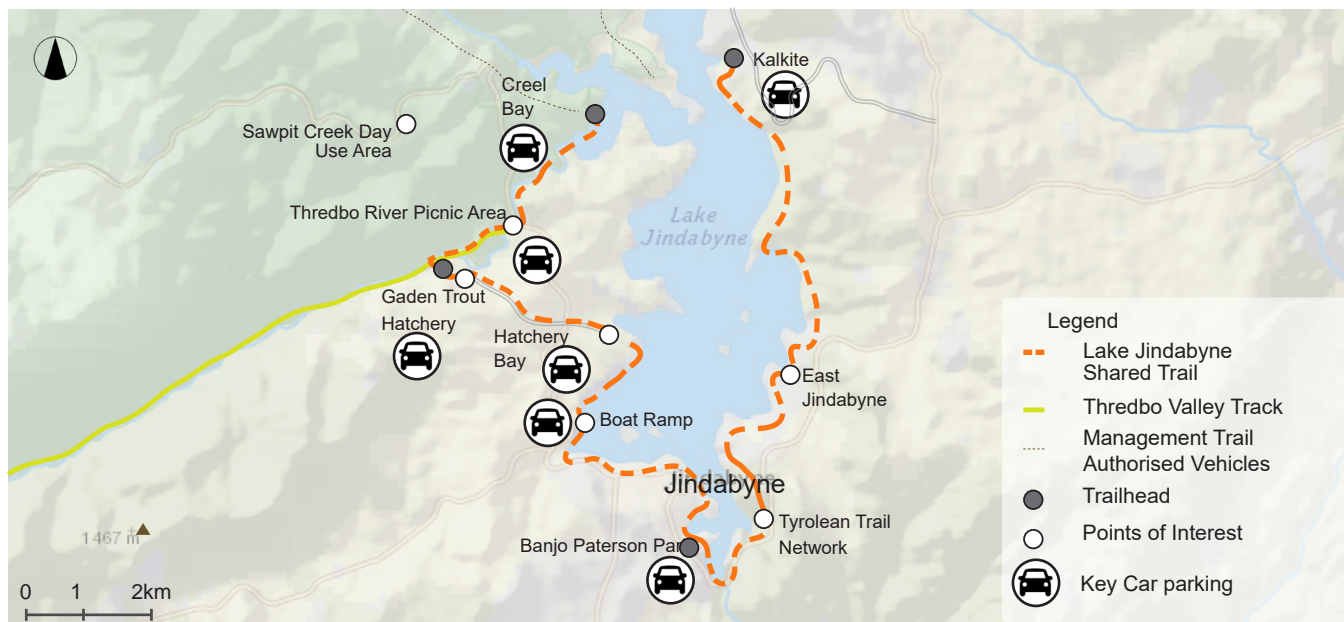 Kalkite
Creel
Bay
Sawpit Creek Day
Use Area
Thredbo River Picnic Area
Lake
Jindabyne
Gaden Trout
Hatchery
Hatchery
Bay
East
Jindabyne
Boat Ramp
Jindabyne
Jindabyne
Tyrolean Trail
Network
Banjo Paterson Par
1467 m
0 1 2km
Legend
Lake Jindabyne
Shared Trail
Thredbo Valley Track
Management Trail
Authorised Vehicles
Trailhead
Points of Interest
Key Car parking